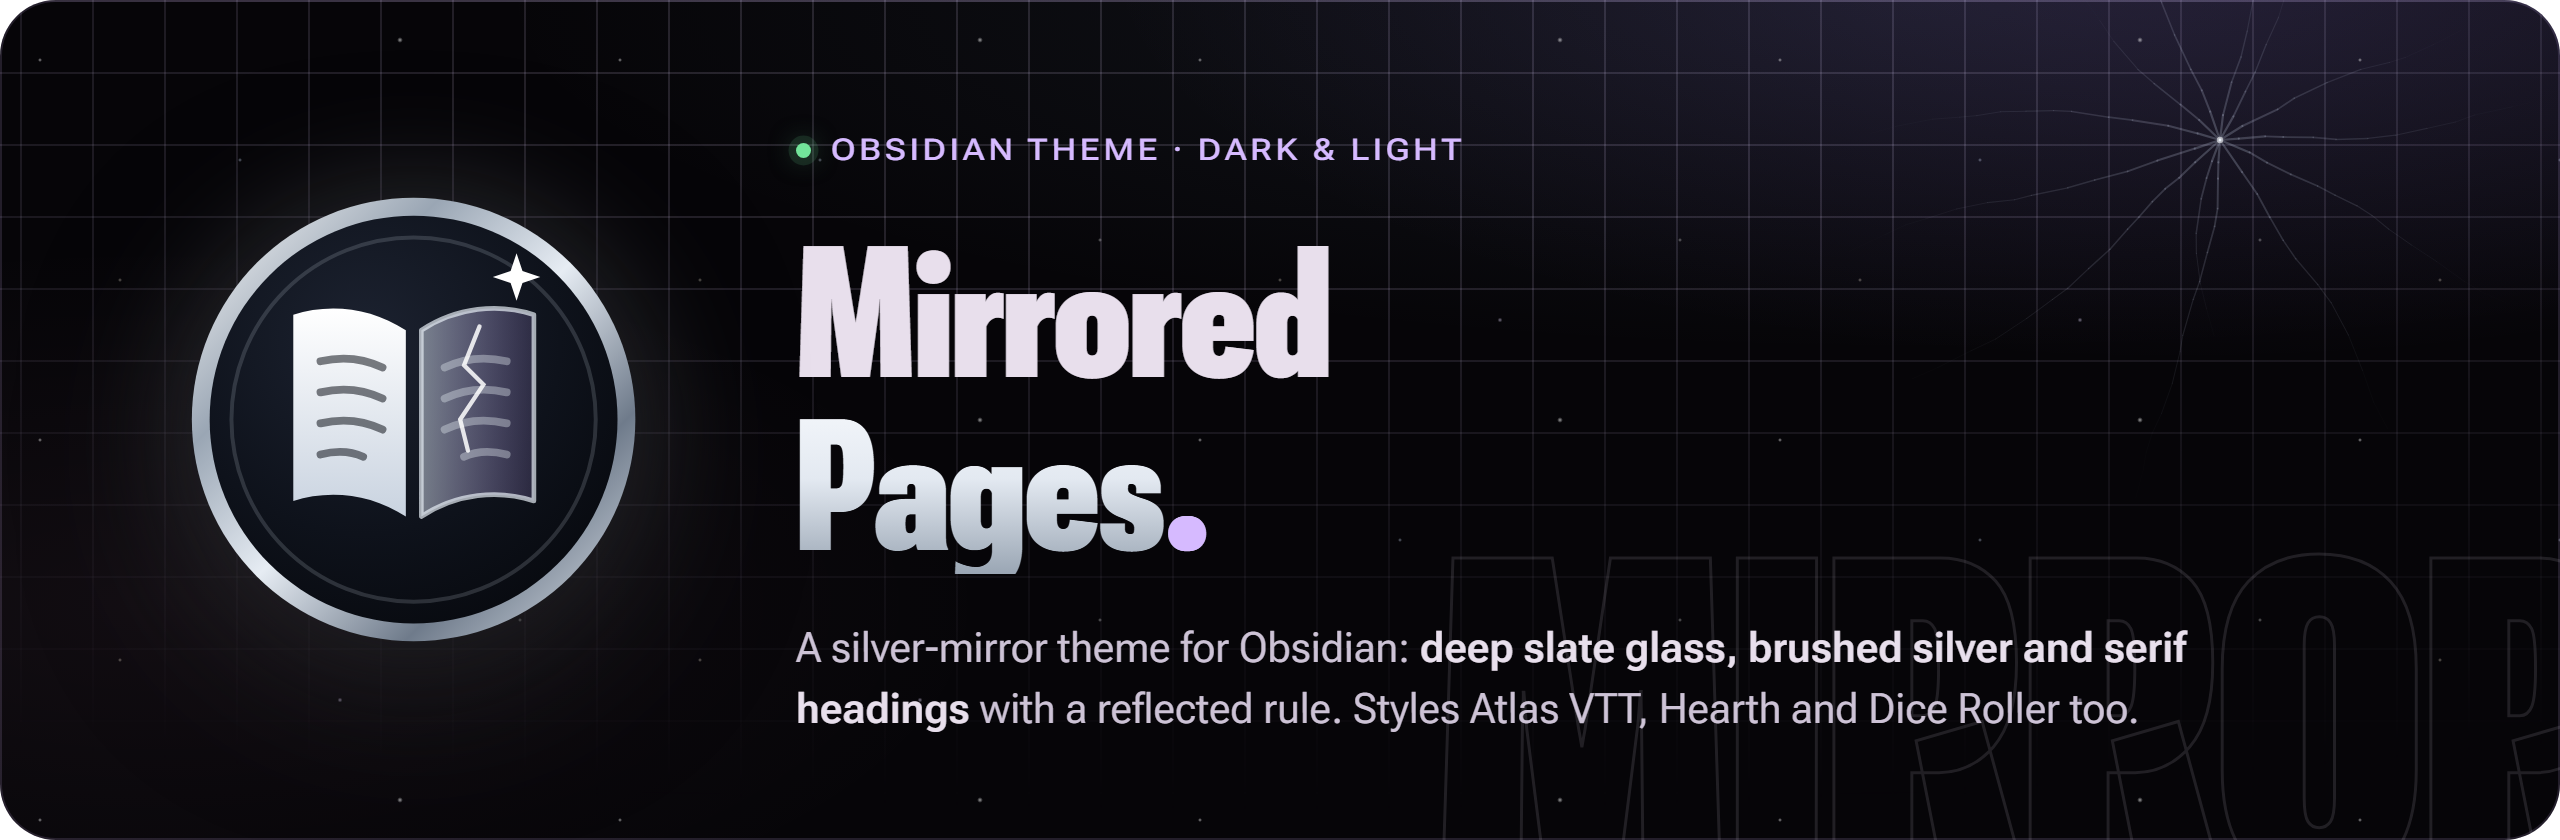 OBSIDIAN THEME · DARK & LIGHT
Mirrored
Pages.
A silver-mirror theme for Obsidian: deep slate glass, brushed silver and serif
headings with a reflected rule. Styles Atlas VTT, Hearth and Dice Roller too.
MIRROR